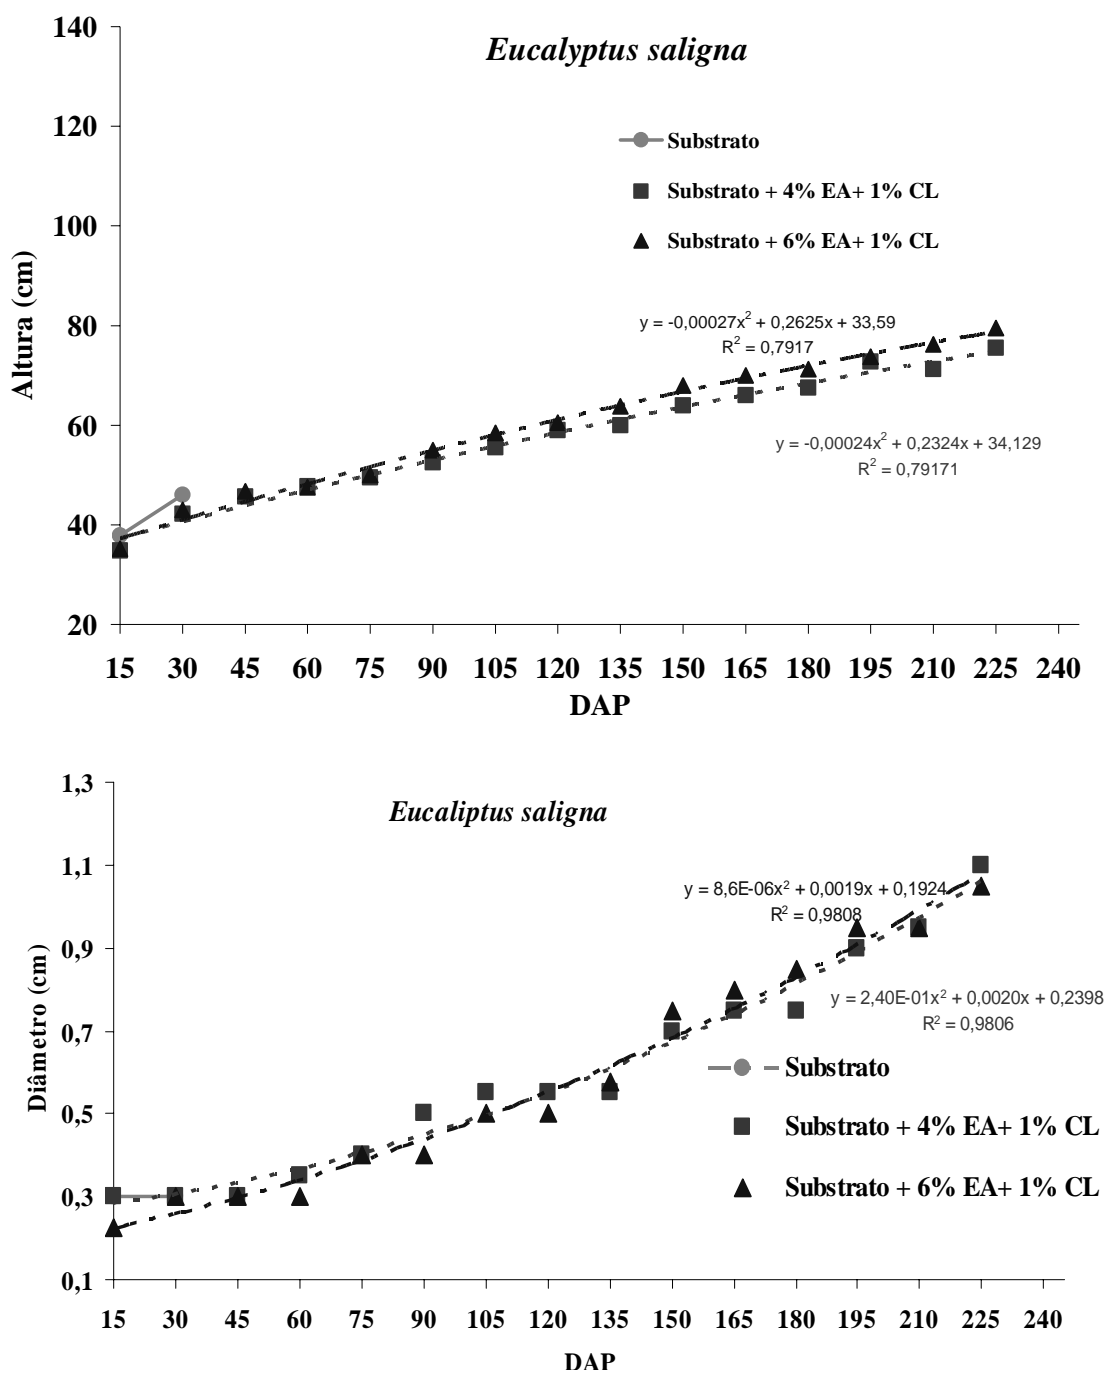 Eucalyptus saligna
140
120
100
80
60
40
20
Altura (cm)
Substrato
Substrato + 4% EA+ 1% CL
Substrato + 6% EA+ 1% CL
y = -0,00027x² + 0,2625x + 33,59
R² = 0,7917
y = -0,00024x² + 0,2324x + 34,129
R² = 0,79171
15 30 45 60 75 90 105 120 135 150 165 180 195 210 225 240
DAP
Eucaliptus saligna
1,3
1,1
0,9
0,7
0,5
0,3
0,1
Diâmetro (cm)
y = 8,6E-06x² + 0,0019x + 0,1924
R² = 0,9808
y = 2,40E-01x² + 0,0020x + 0,2398
R² = 0,9806
Substrato
Substrato + 4% EA+ 1% CL
Substrato + 6% EA+ 1% CL
15 30 45 60 75 90 105 120 135 150 165 180 195 210 225 240
DAP